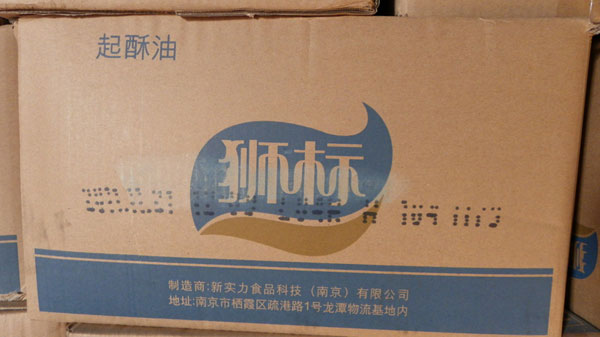 起酥油
狮标
制造商:新实力食品科技（南京）有限公司
地址:南京市栖霞区疏港路1号龙潭物流基地内